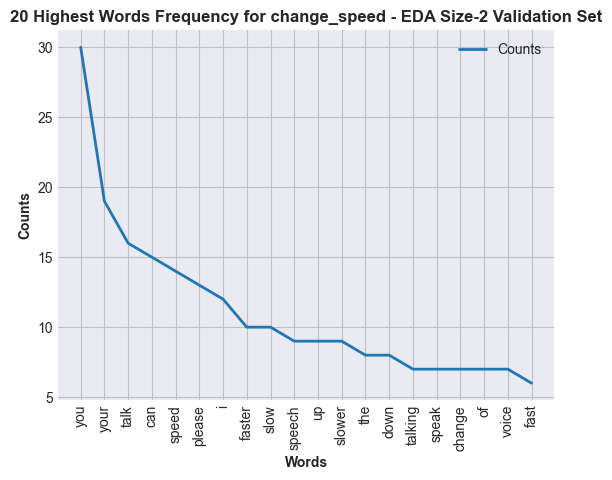 20 Highest Words Frequency for change_speed - EDA Size-2 Validation Set
Counts
30
25
20
15
10
5
Counts
you
your
talk
can
speed
please
i
faster
slow
speech
up
slower
the
down
talking
speak
change
of
voice
fast
Words